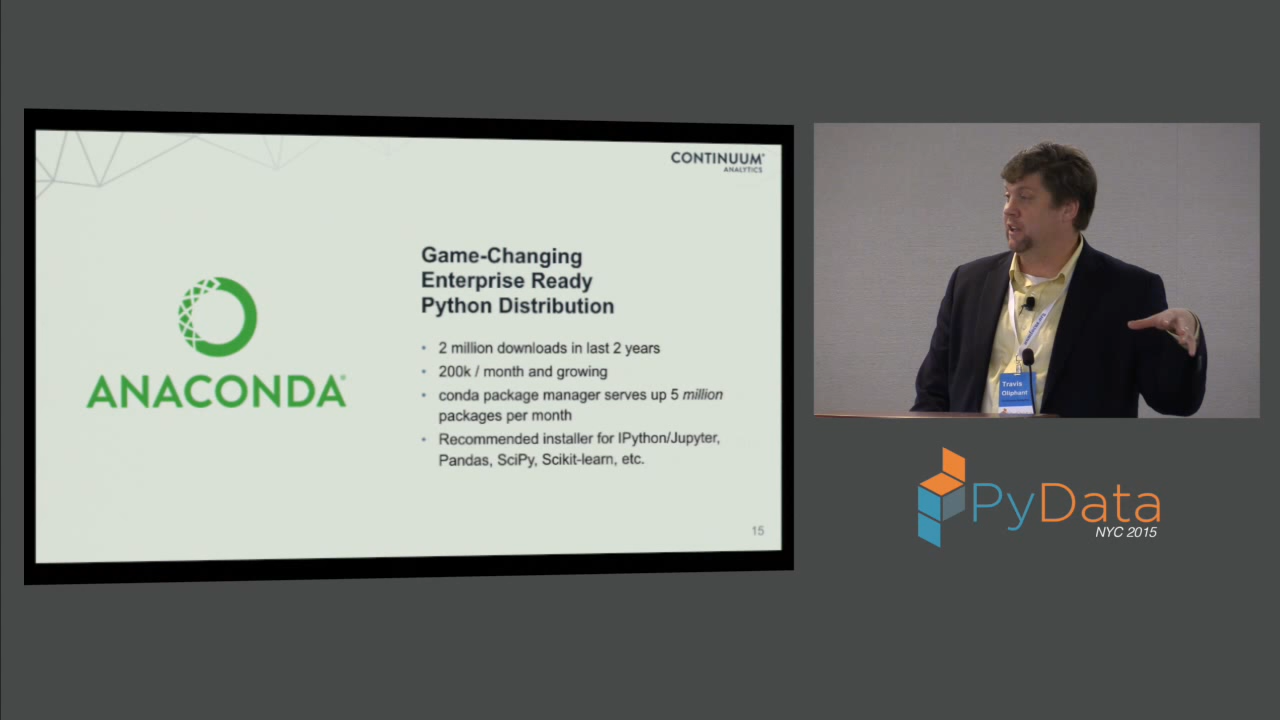 CONTINUUM
ANALYTICS
ANACONDA
Game-Changing
Enterprise Ready
Python Distribution
• 2 million downloads in last 2 years
• 200k / month and growing
• conda package manager serves up 5 million
packages per month
• Recommended installer for IPython/Jupyter,
Pandas, SciPy, Scikit-learn, etc.
15
Travis
Oliphant
PyData
NYC 2015